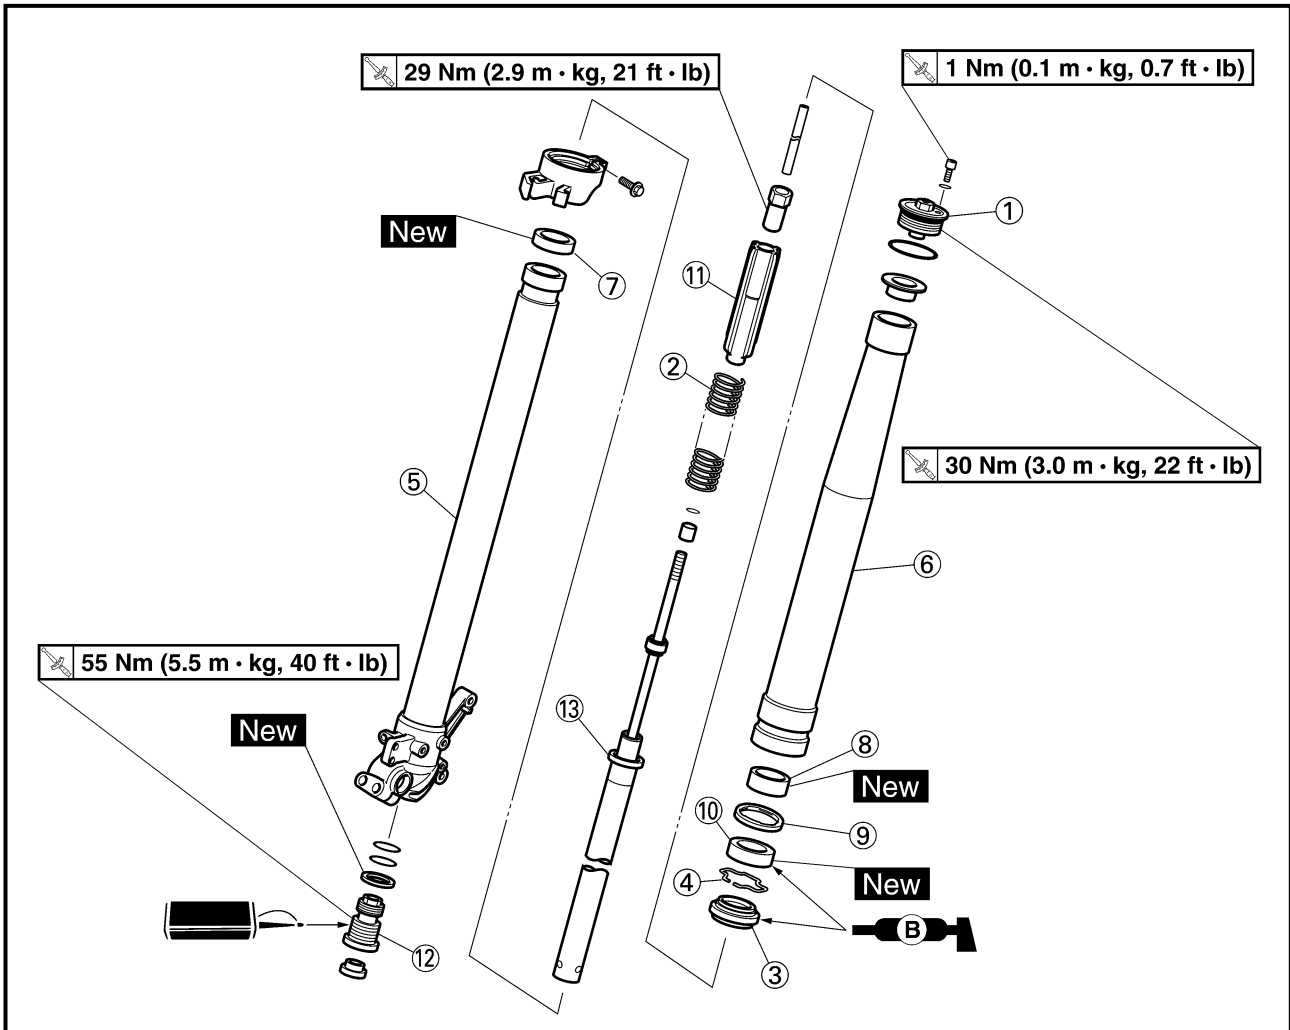 29 Nm (2.9 m · kg, 21 ft · lb)
1 Nm (0.1 m · kg, 0.7 ft · lb)
①
New
⑦
⑪
②
30 Nm (3.0 m · kg, 22 ft · lb)
⑤
⑥
55 Nm (5.5 m · kg, 40 ft · lb)
New
⑬
⑧
New
⑩
⑨
④
New
B
⑫
③